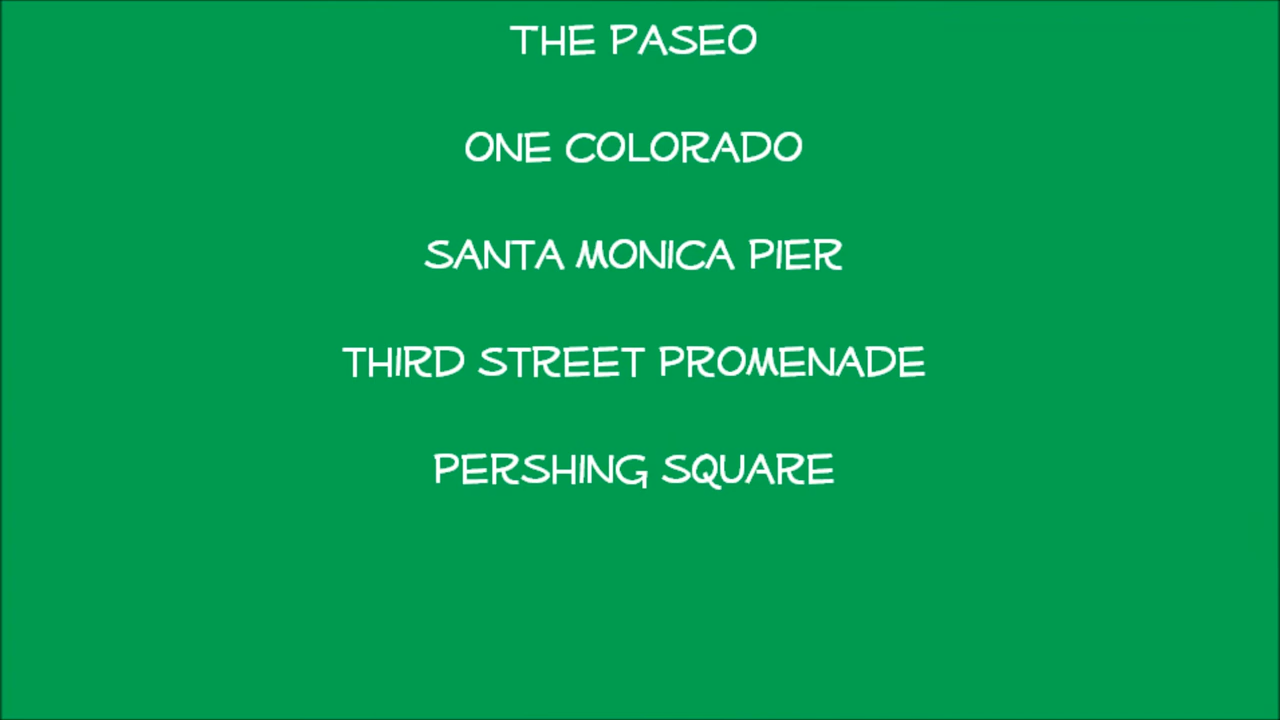 THE PASEO
ONE COLORADO
SANTA MONICA PIER
THIRD STREET PROMENADE
PERSHING SQUARE